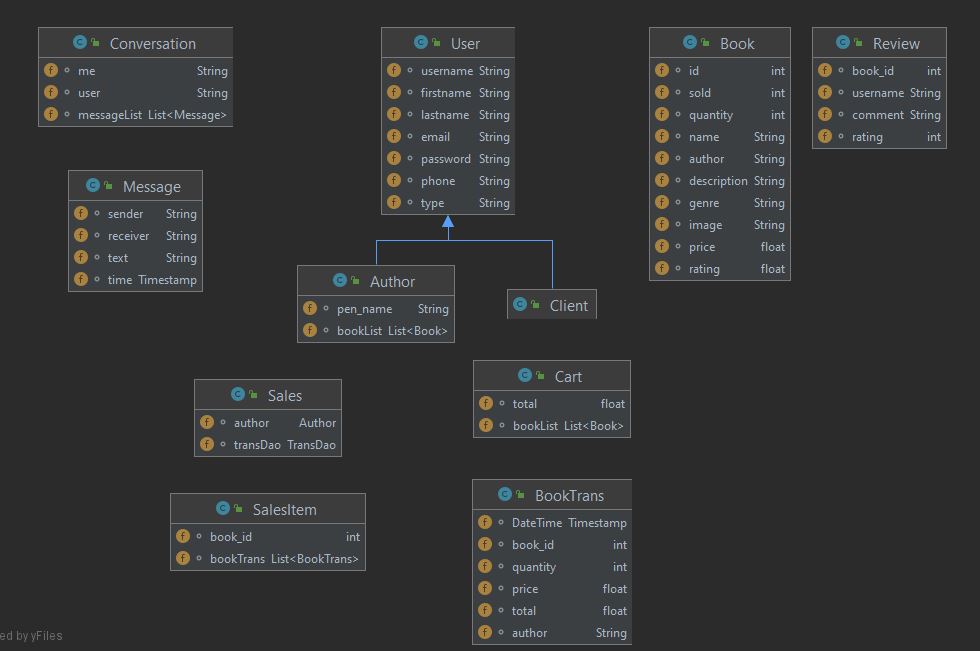 Conversation
me String
user String
messageList List<Message>
User
username String
firstname String
lastname String
email String
password String
phone String
type String
Book
id int
sold int
quantity int
name String
author String
description String
genre String
image String
price float
rating float
Review
book_id int
username String
comment String
rating int
Message
sender String
receiver String
text String
time Timestamp
Author
pen_name String
bookList List<Book>
Client
Sales
author Author
transDao TransDao
Cart
total float
bookList List<Book>
SalesItem
book_id int
bookTrans List<BookTrans>
BookTrans
DateTime Timestamp
book_id int
quantity int
price float
total float
author String
ed by yFiles